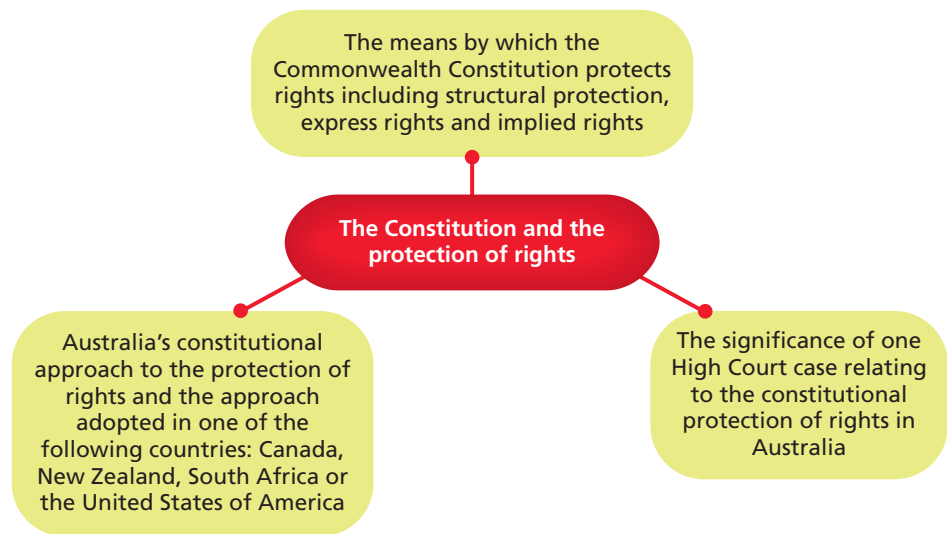 The means by which the
Commonwealth Constitution protects
rights including structural protection,
express rights and implied rights
The Constitution and the
protection of rights
Australia’s constitutional
approach to the protection of
rights and the approach
adopted in one of the
following countries: Canada,
New Zealand, South Africa or
the United States of America
The significance of one
High Court case relating
to the constitutional
protection of rights in
Australia